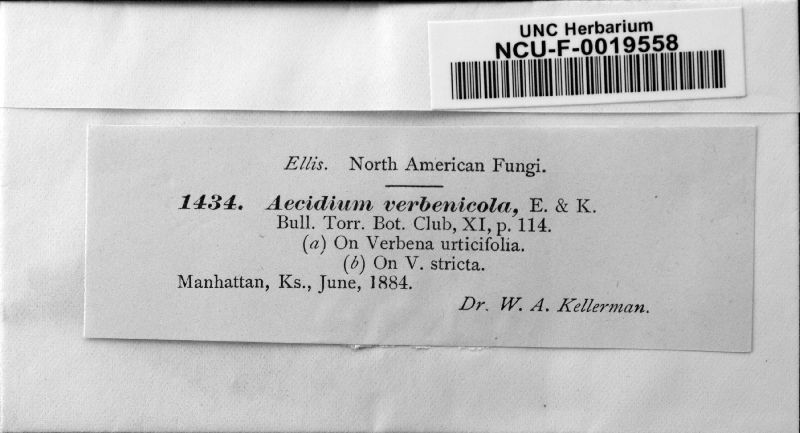 UNC Herbarium
NCU-F-0019558
Ellis. North American Fungi.
1434. Aecidium verbenicola, E. & K.
Bull. Torr. Bot. Club, XI, p. 114.
(a) On Verbena urticifolia.
(b) On V. stricta.
Manhattan, Ks., June, 1884.
Dr. W. A. Kellerman.